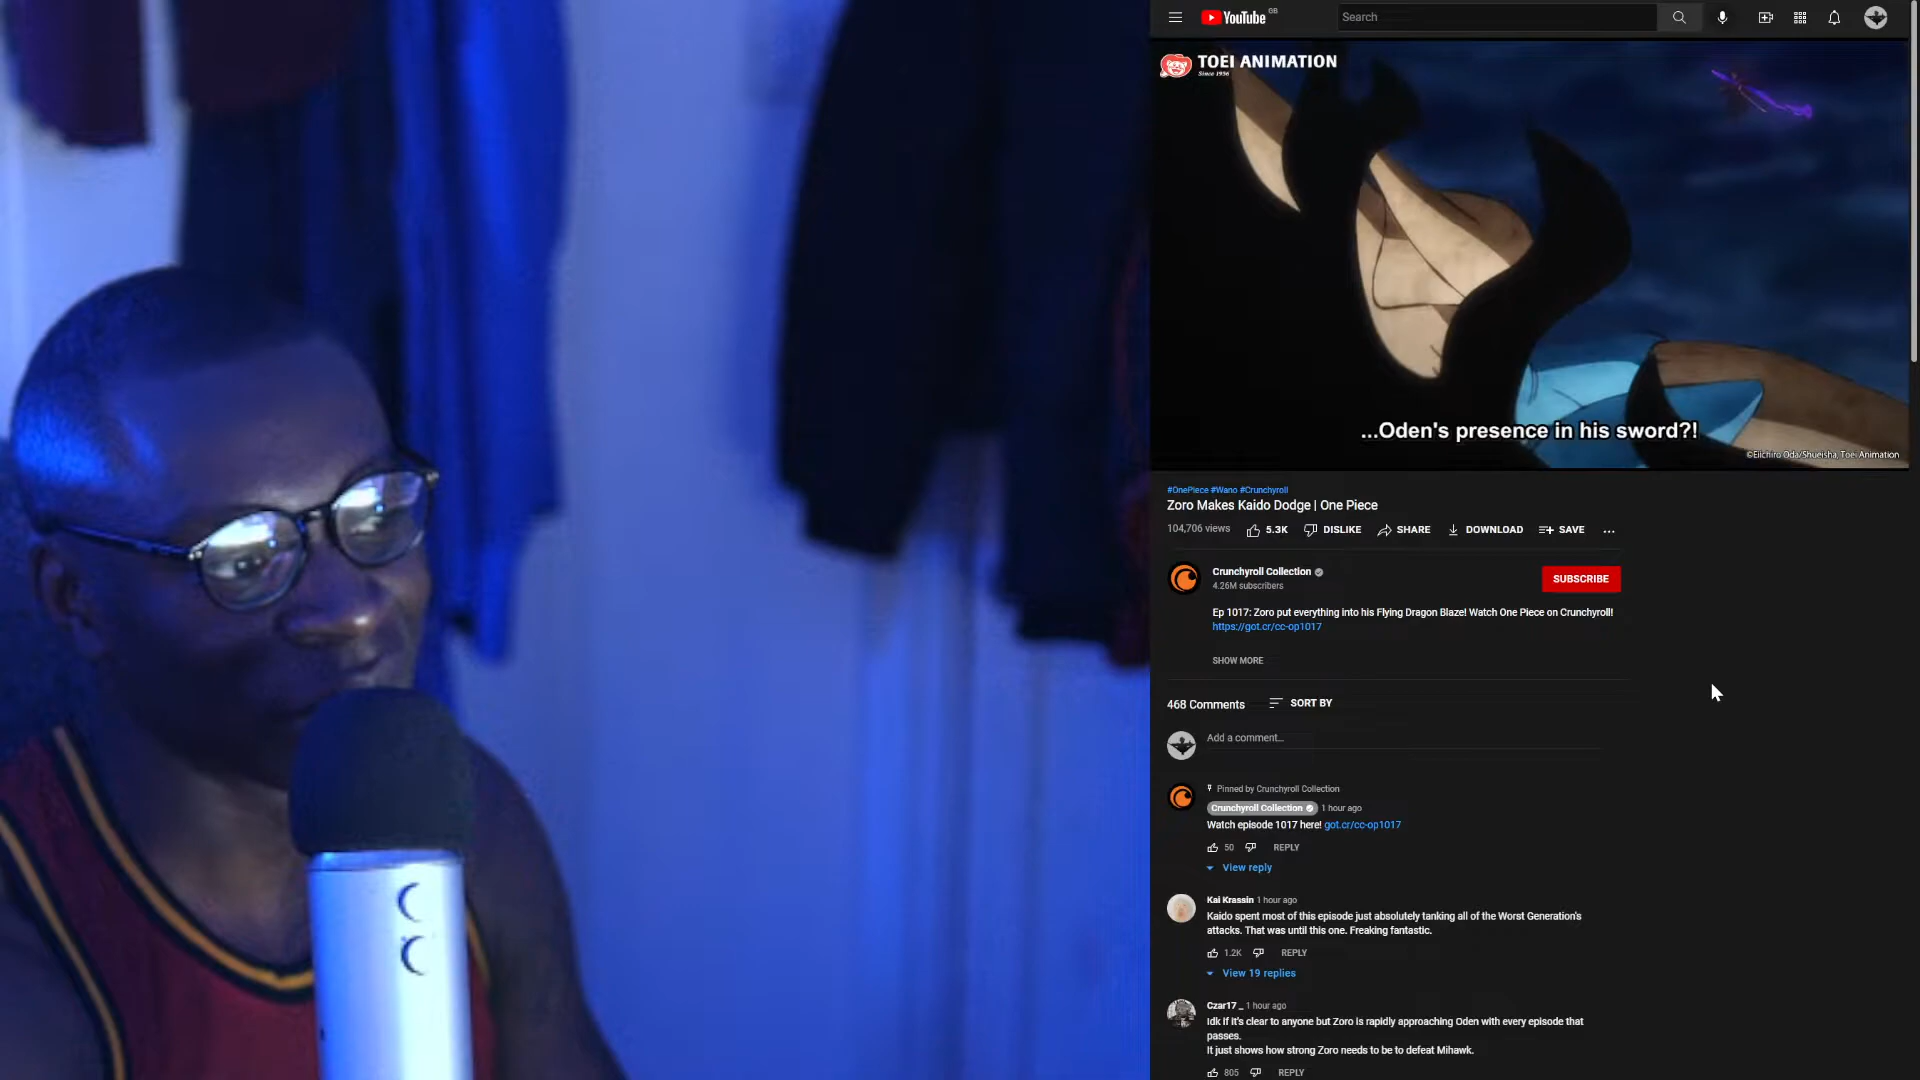 YouTube GB
Search
TOEI ANIMATION
Since 1956
...Oden's presence in his sword?!
©Eiichiro Oda/Shueisha, Toei Animation
#OnePiece #Wano #Crunchyroll
Zoro Makes Kaido Dodge | One Piece
104,706 views 5.3K DISLIKE SHARE DOWNLOAD SAVE ...
Crunchyroll Collection
4.26M subscribers
SUBSCRIBE
Ep 1017: Zoro put everything into his Flying Dragon Blaze! Watch One Piece on Crunchyroll!
https://got.cr/cc-op1017
SHOW MORE
468 Comments SORT BY
Add a comment...
Pinned by Crunchyroll Collection
Crunchyroll Collection 1 hour ago
Watch episode 1017 here! got.cr/cc-op1017
50 REPLY
View reply
Kai Krassin 1 hour ago
Kaido spent most of this episode just absolutely tanking all of the Worst Generation's
attacks. That was until this one. Freaking fantastic.
1.2K REPLY
View 19 replies
Czar17 _ 1 hour ago
Idk if it's clear to anyone but Zoro is rapidly approaching Oden with every episode that
passes.
It just shows how strong Zoro needs to be to defeat Mihawk.
805 REPLY